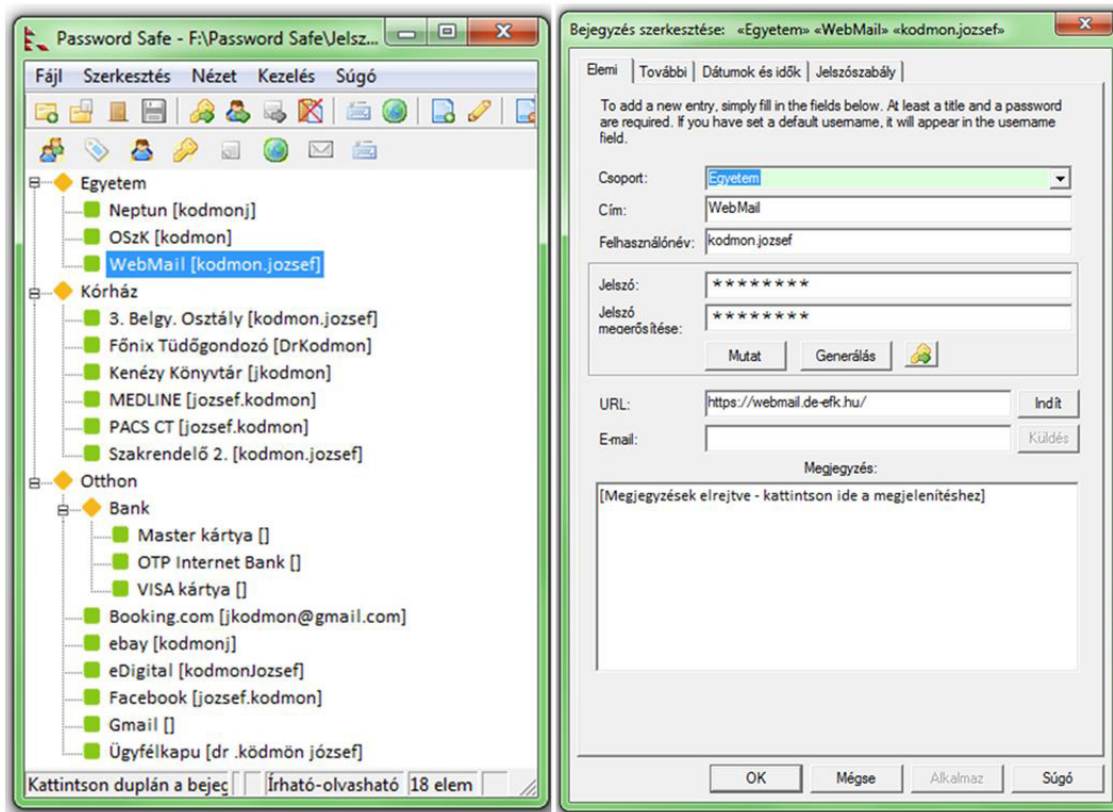 Password Safe - F:\Password Safe\Jelsz...
Fájl Szerkesztés Nézet Kezelés Súgó
Egyetem
Neptun [kodmonj]
OSzK [kodmon]
WebMail [kodmon.jozsef]
Kórház
3. Belgy. Osztály [kodmon.jozsef]
Főnix Tüdőgondozó [DrKodmon]
Kenézy Könyvtár [jkodmon]
MEDLINE [jozsef.kodmon]
PACS CT [jozsef.kodmon]
Szakrendelő 2. [kodmon.jozsef]
Otthon
Bank
Master kártya []
OTP Internet Bank []
VISA kártya []
Booking.com [jkodmon@gmail.com]
ebay [kodmonj]
eDigital [kodmonJozsef]
Facebook [jozsef.kodmon]
Gmail []
Ügyfélkapu [dr .ködmön józsef]
Kattintson duplán a bejeg Írható-olvasható 18 elem
Bejegyzés szerkesztése: «Egyetem» «WebMail» «kodmon.jozsef»
Elemi További Dátumok és idők Jelszószabály
To add a new entry, simply fill in the fields below. At least a title and a password
are required. If you have set a default username, it will appear in the username
field.
Csoport: Egyetem
Cím: WebMail
Felhasználónév: kodmon.jozsef
Jelszó: ********
Jelszó
megerősítése: ********
Mutat Generálás
URL: https://webmail.de-efk.hu/ Indít
E-mail: Küldés
Megjegyzés:
[Megjegyzések elrejtve - kattintson ide a megjelenítéshez]
OK Mégse Alkalmaz Súgó